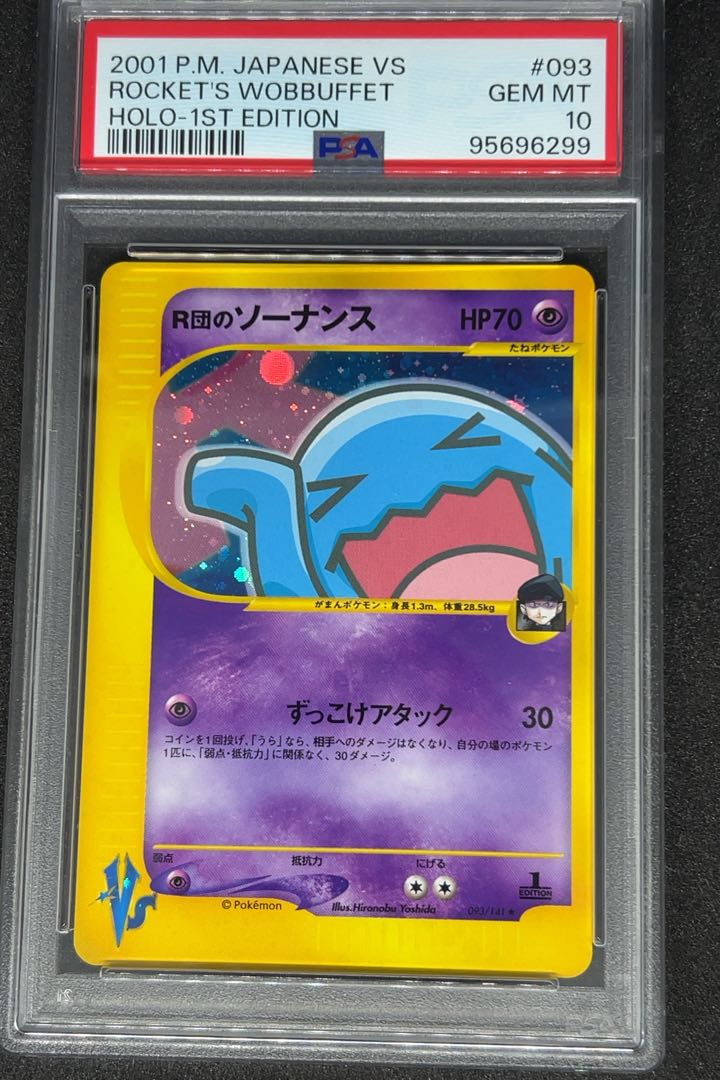 2001 P.M. JAPANESE VS #093
ROCKET'S WOBBUFFET GEM MT
HOLO-1ST EDITION 10
PSA 95696299
R団のソーナンス HP70
たねポケモン
がまんポケモン：身長1.3m、体重28.5kg
ずっこけアタック 30
コインを1回投げ、「うら」なら、相手へのダメージはなくなり、自分の場のポケモン
1匹に、「弱点・抵抗力」に関係なく、30ダメージ。
弱点 抵抗力 にげる
1
EDITION
©Pokémon Illus.Hironobu Yoshida 093/141 ★
VS